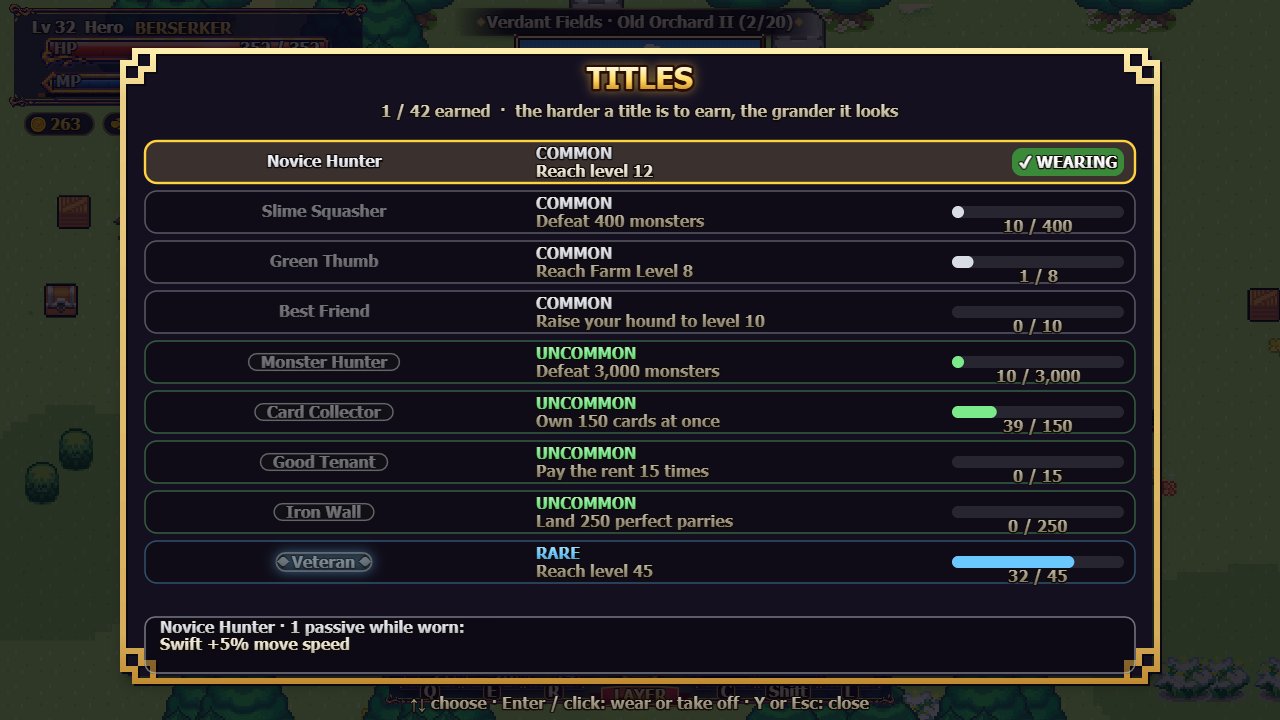 Lv 32 Hero BERSERKER
Verdant Fields · Old Orchard II (2/20)
HP 252 / 252
MP
263
TITLES
1 / 42 earned · the harder a title is to earn, the grander it looks
Novice Hunter
COMMON
Reach level 12
✓ WEARING
Slime Squasher
COMMON
Defeat 400 monsters
10 / 400
Green Thumb
COMMON
Reach Farm Level 8
1 / 8
Best Friend
COMMON
Raise your hound to level 10
0 / 10
Monster Hunter
UNCOMMON
Defeat 3,000 monsters
10 / 3,000
Card Collector
UNCOMMON
Own 150 cards at once
39 / 150
Good Tenant
UNCOMMON
Pay the rent 15 times
0 / 15
Iron Wall
UNCOMMON
Land 250 perfect parries
0 / 250
Veteran
RARE
Reach level 45
32 / 45
Novice Hunter · 1 passive while worn:
Swift +5% move speed
Q E R LAYER C Shift L
↑↓ choose · Enter / click: wear or take off · Y or Esc: close